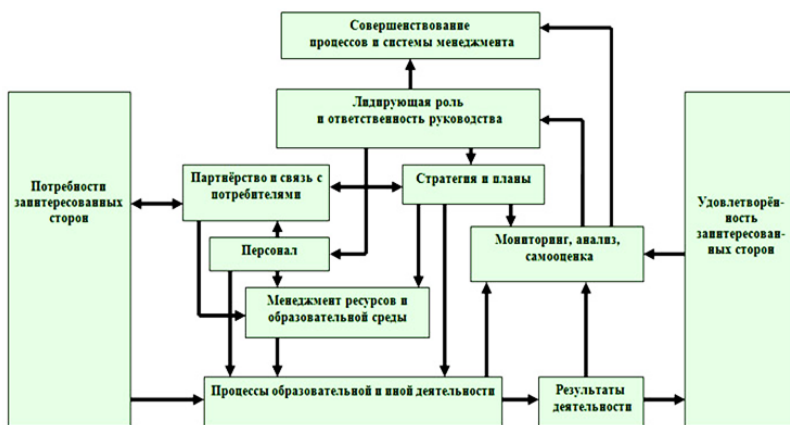 Совершенствование
процессов и системы менеджмента
Лидирующая роль
и ответственность руководства
Потребности
заинтересованных
сторон
Партнёрство и связь с
потребителями
Стратегия и планы
Удовлетворён-
ность
заинтересован-
ных сторон
Персонал
Мониторинг, анализ,
самооценка
Менеджмент ресурсов и
образовательной среды
Процессы образовательной и иной деятельности
Результаты
деятельности